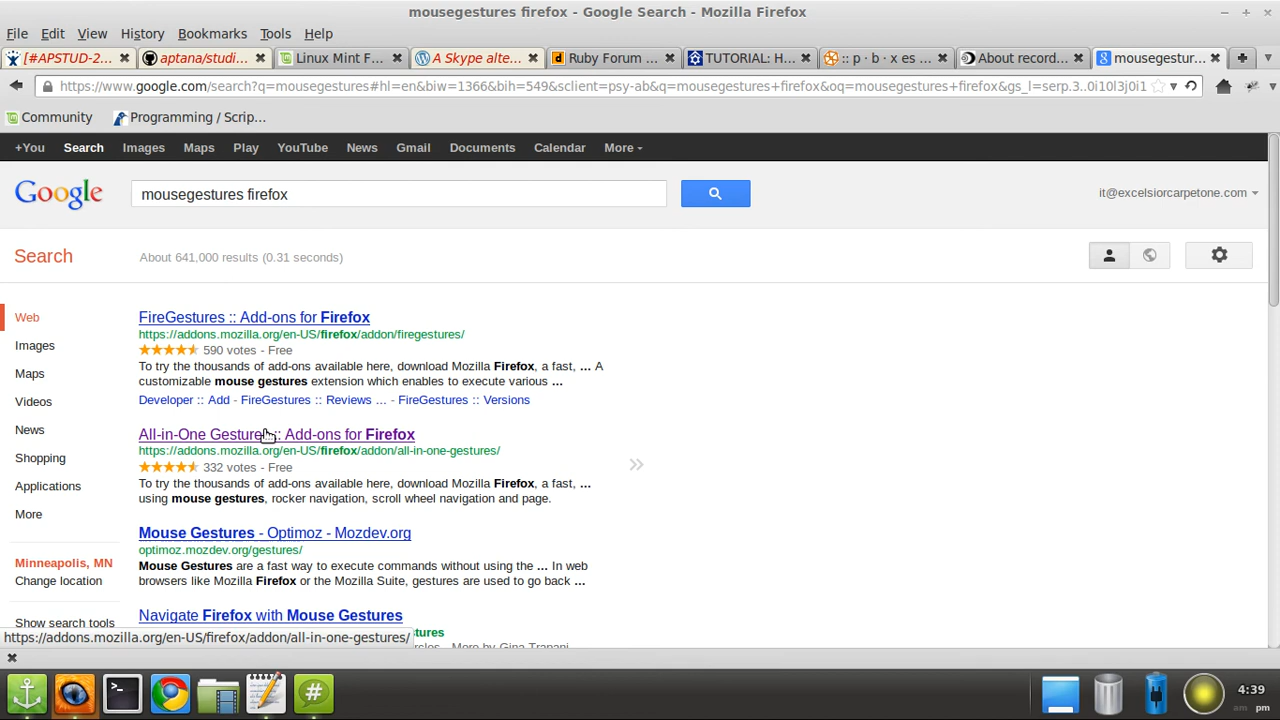 mousegestures firefox - Google Search - Mozilla Firefox
File Edit View History Bookmarks Tools Help
[#APSTUD-2... aptana/studi... Linux Mint F... A Skype alte... Ruby Forum ... TUTORIAL: H... :: p · b · x es ... About record... mousegestur...
https://www.google.com/search?q=mousegestures#hl=en&biw=1366&bih=549&sclient=psy-ab&q=mousegestures+firefox&oq=mousegestures+firefox&gs_l=serp.3..0i10l3j0i1
Community Programming / Scrip...
+You Search Images Maps Play YouTube News Gmail Documents Calendar More
Google mousegestures firefox it@excelsiorcarpetone.com
Search About 641,000 results (0.31 seconds)
Web
Images
Maps
Videos
News
Shopping
Applications
More
Minneapolis, MN
Change location
Show search tools
FireGestures :: Add-ons for Firefox
https://addons.mozilla.org/en-US/firefox/addon/firegestures/
590 votes - Free
To try the thousands of add-ons available here, download Mozilla Firefox, a fast, ... A
customizable mouse gestures extension which enables to execute various ...
Developer :: Add - FireGestures :: Reviews ... - FireGestures :: Versions
All-in-One Gestures :: Add-ons for Firefox
https://addons.mozilla.org/en-US/firefox/addon/all-in-one-gestures/
332 votes - Free
To try the thousands of add-ons available here, download Mozilla Firefox, a fast, ...
using mouse gestures, rocker navigation, scroll wheel navigation and page.
Mouse Gestures - Optimoz - Mozdev.org
optimoz.mozdev.org/gestures/
Mouse Gestures are a fast way to execute commands without using the ... In web
browsers like Mozilla Firefox or the Mozilla Suite, gestures are used to go back ...
Navigate Firefox with Mouse Gestures
tures
More by Gina Trapani
https://addons.mozilla.org/en-US/firefox/addon/all-in-one-gestures/
4:39
am pm